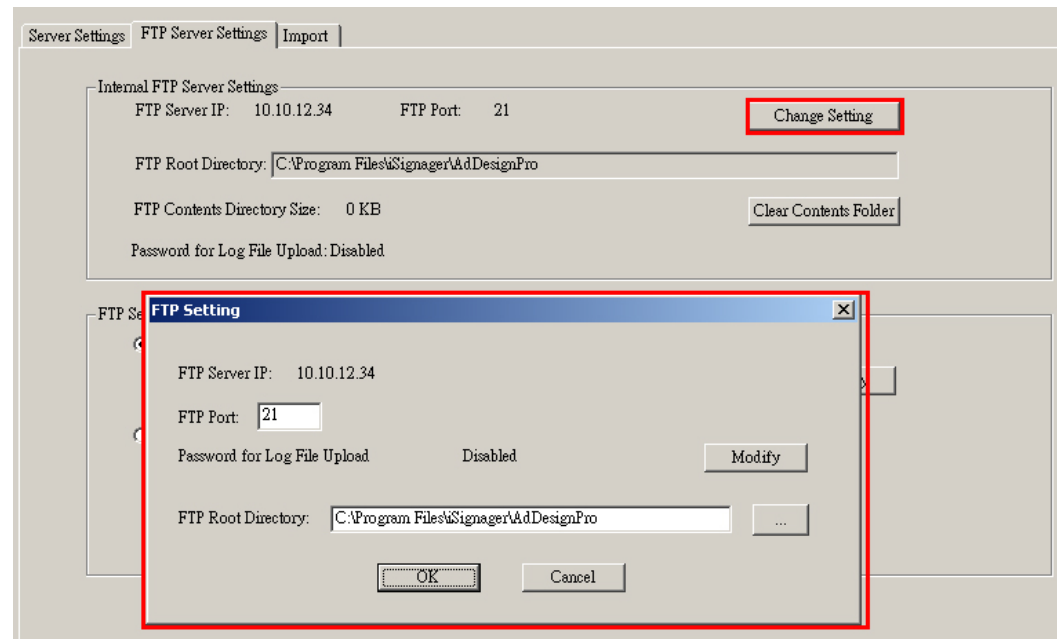 Server Settings FTP Server Settings Import
Internal FTP Server Settings
FTP Server IP: 10.10.12.34 FTP Port: 21 Change Setting
FTP Root Directory: C:\Program Files\iSignager\AdDesignPro
FTP Contents Directory Size: 0 KB Clear Contents Folder
Password for Log File Upload: Disabled
FTP Se
FTP Setting
FTP Server IP: 10.10.12.34
FTP Port: 21
Password for Log File Upload Disabled Modify
FTP Root Directory: C:\Program Files\iSignager\AdDesignPro ...
OK Cancel